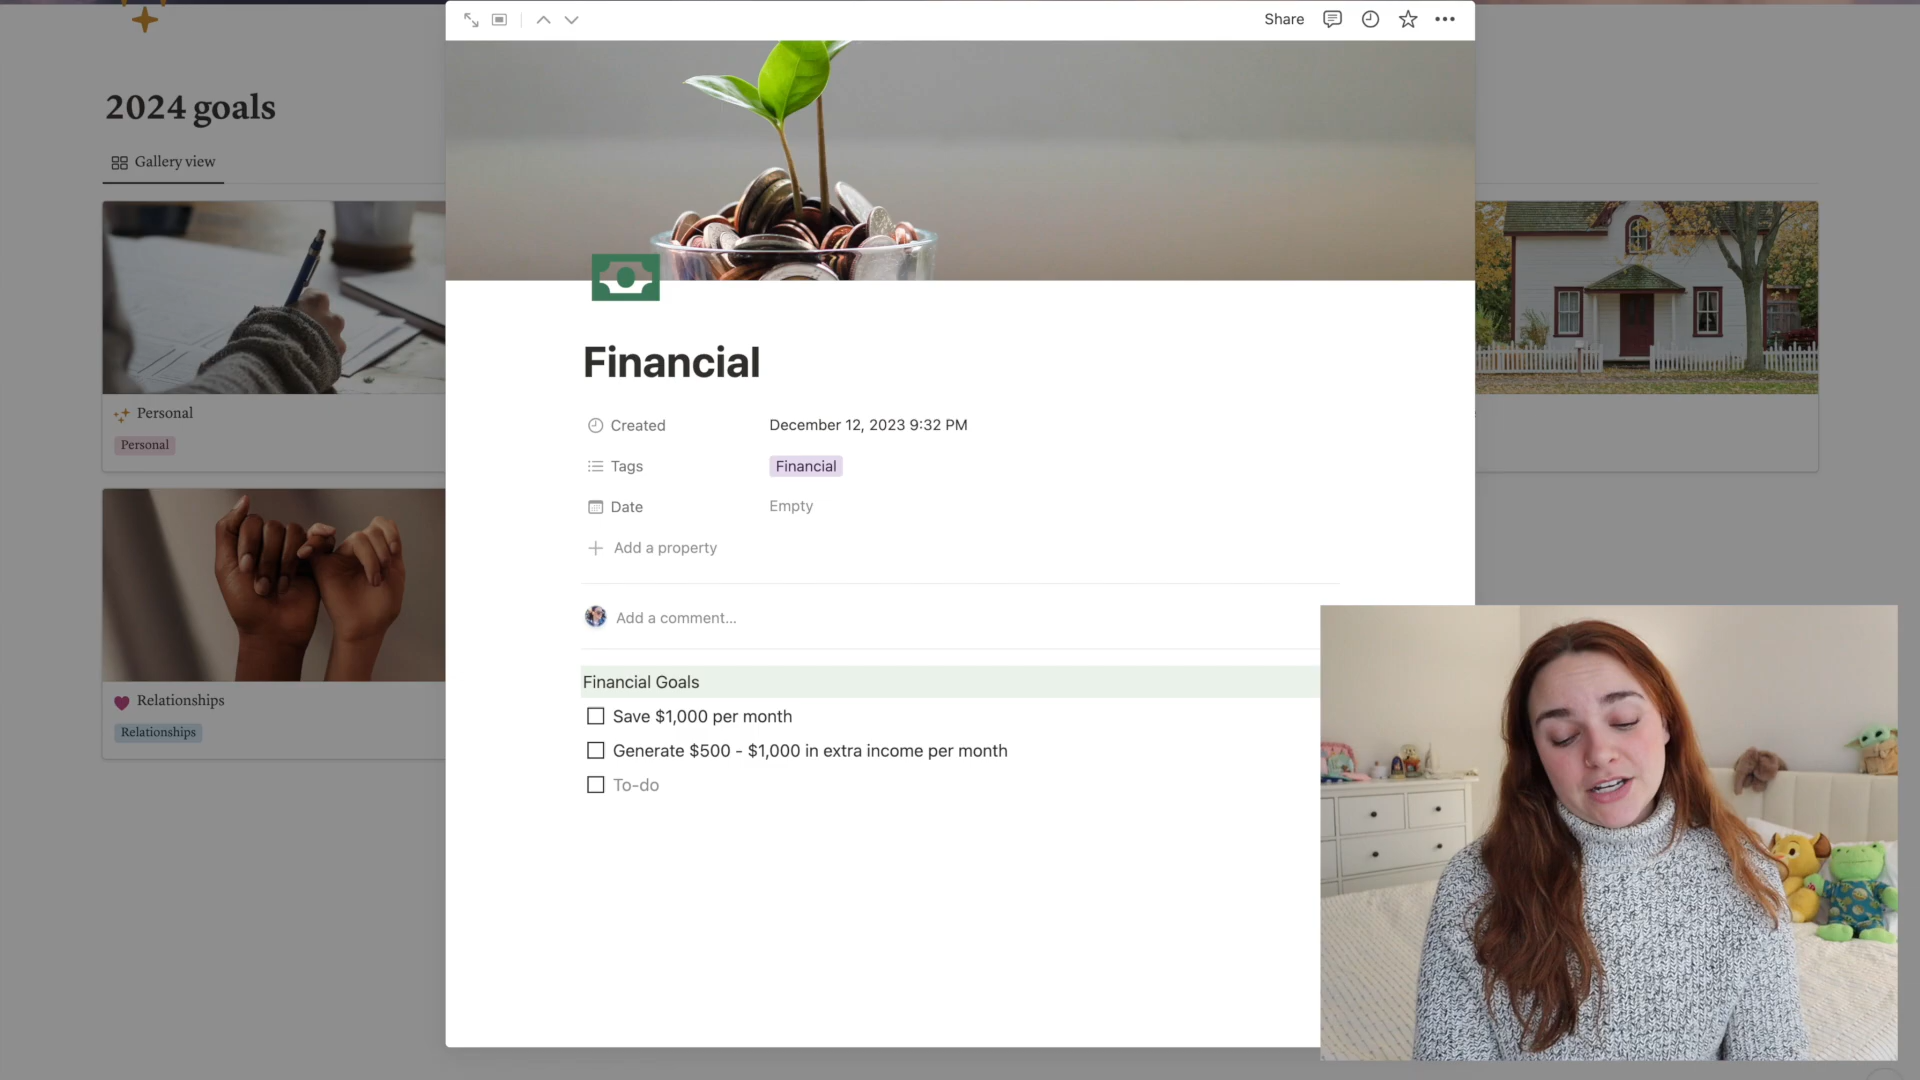 Share
2024 goals
Gallery view
Personal
Personal
Relationships
Relationships
Financial
Created December 12, 2023 9:32 PM
Tags Financial
Date Empty
Add a property
Add a comment...
Financial Goals
Save $1,000 per month
Generate $500 - $1,000 in extra income per month
To-do